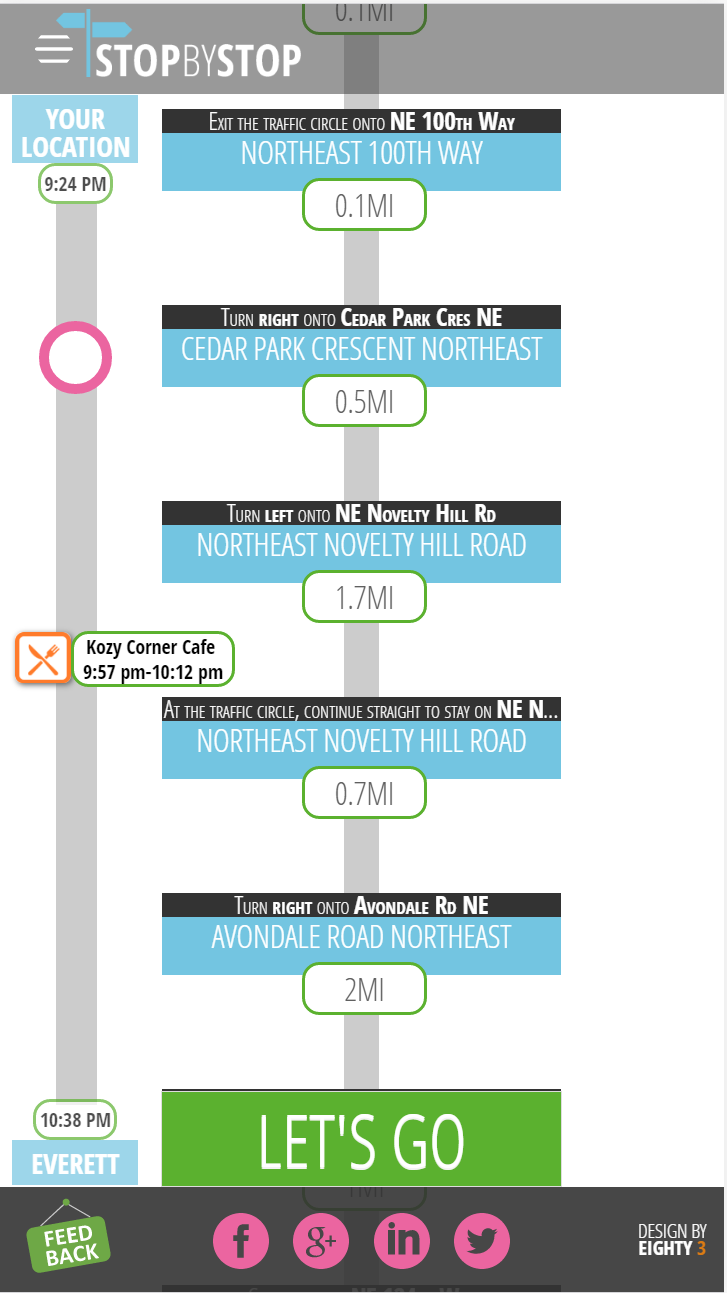 0.1MI
STOPBYSTOP
YOUR
LOCATION
9:24 PM
Exit the traffic circle onto NE 100th Way
NORTHEAST 100TH WAY
0.1MI
Turn right onto Cedar Park Cres NE
CEDAR PARK CRESCENT NORTHEAST
0.5MI
Turn left onto NE Novelty Hill Rd
NORTHEAST NOVELTY HILL ROAD
1.7MI
Kozy Corner Cafe
9:57 pm-10:12 pm
At the traffic circle, continue straight to stay on NE N...
NORTHEAST NOVELTY HILL ROAD
0.7MI
Turn right onto Avondale Rd NE
AVONDALE ROAD NORTHEAST
2MI
10:38 PM
EVERETT
LET'S GO
FEED
BACK
f g+ in
DESIGN BY
EIGHTY 3